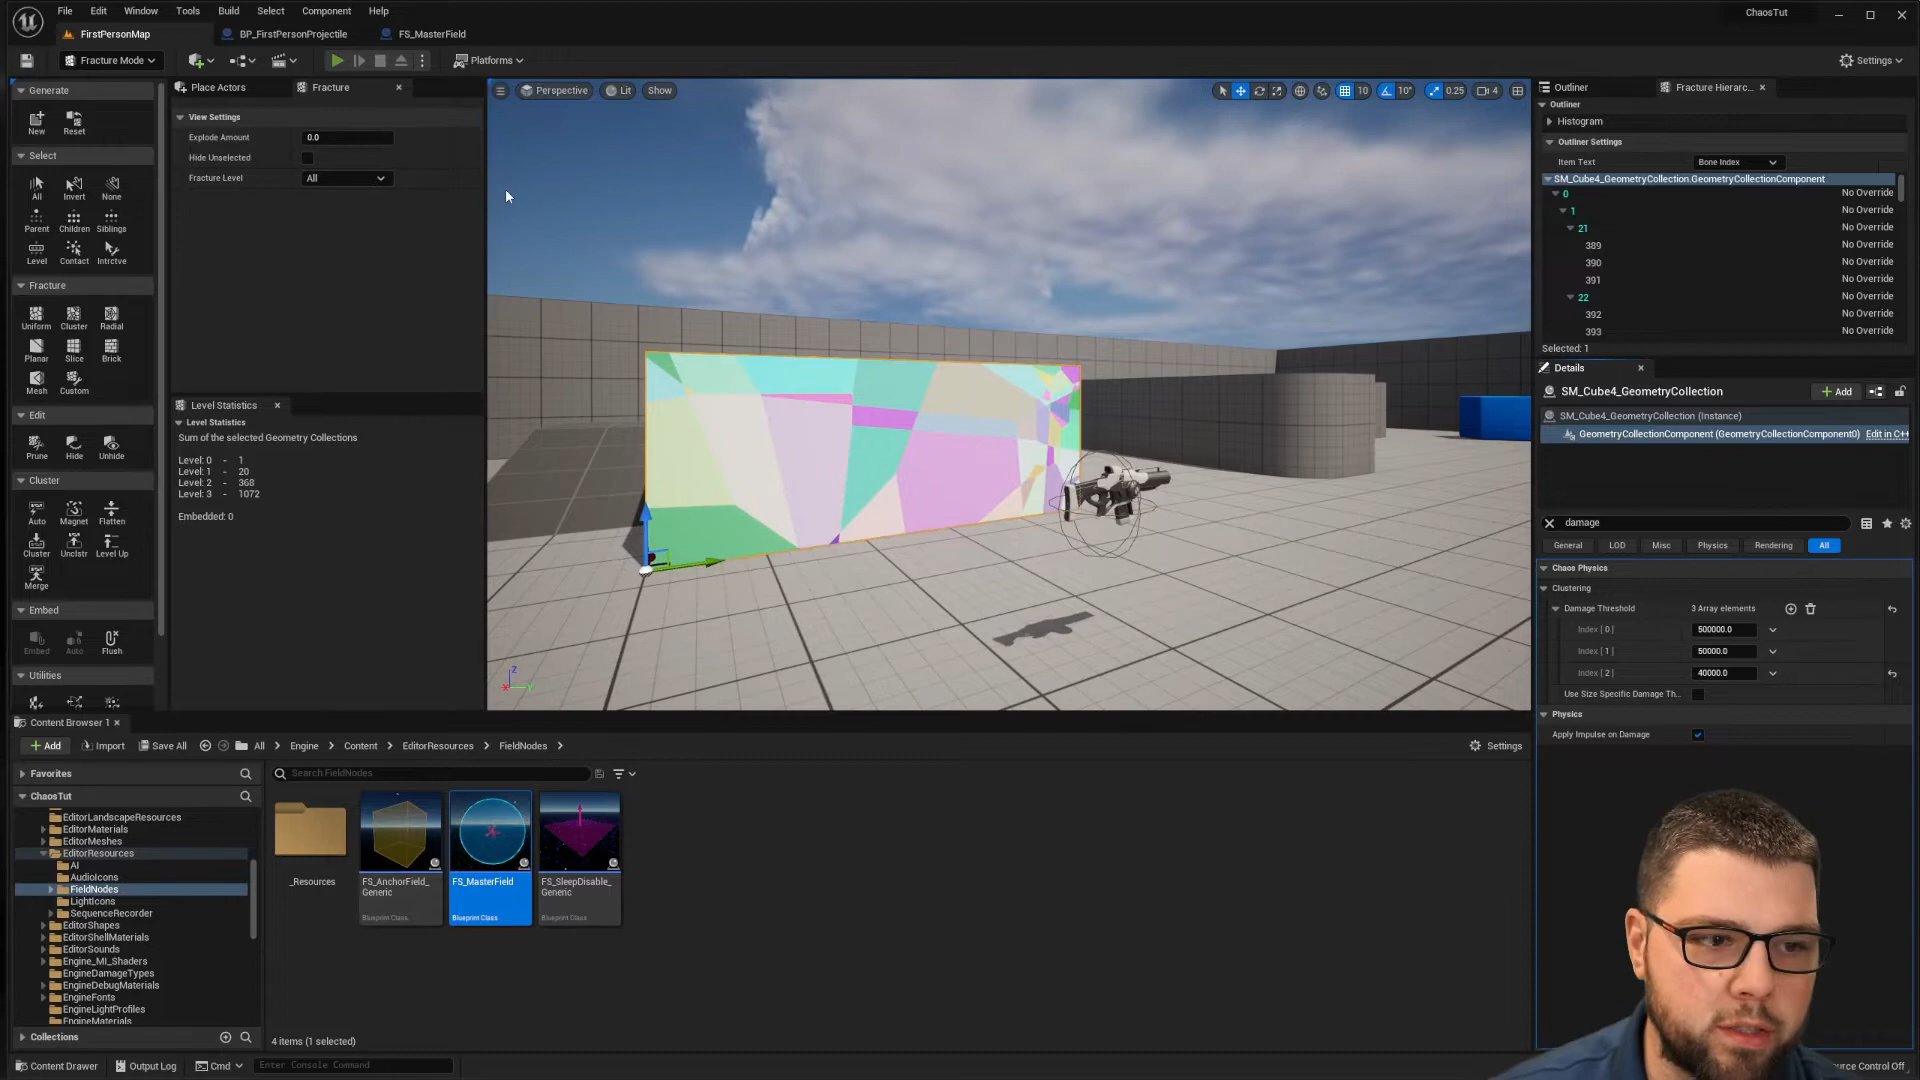 File Edit Window Tools Build Select Actor Component Help
ChaosTut
FirstPersonMap BP_FirstPersonProjectile FS_MasterField
Fracture Mode Platforms Settings
Generate
New Reset
Select
All Invert None
Parent Children Siblings
Level Contact Intrctve
Fracture
Uniform Cluster Radial
Planar Slice Brick
Mesh Custom
Edit
Prune Hide Unhide
Cluster
Auto Magnet Flatten
Cluster Unclstr Level Up
Merge
Embed
Embed Auto Flush
Utilities
Place Actors Fracture
View Settings
Explode Amount 0.0
Hide Unselected
Fracture Level All
Level Statistics
Level Statistics
Sum of the selected Geometry Collections
Level: 0 - 1
Level: 1 - 20
Level: 2 - 368
Level: 3 - 1072
Embedded: 0
Perspective Lit Show
10 10° 0.25 4
Z
X Y
Outliner Fracture Hierarc...
Outliner
Histogram
Outliner Settings
Item Text Bone Index
SM_Cube4_GeometryCollection.GeometryCollectionComponent
0 No Override
1 No Override
21 No Override
389 No Override
390 No Override
391 No Override
22 No Override
392 No Override
393 No Override
Selected: 1
Details
SM_Cube4_GeometryCollection Add
SM_Cube4_GeometryCollection (Instance)
GeometryCollectionComponent (GeometryCollectionComponent0) Edit in C++
damage
General LOD Misc Physics Rendering All
Chaos Physics
Clustering
Damage Threshold 3 Array elements
Index [ 0 ] 500000.0
Index [ 1 ] 50000.0
Index [ 2 ] 40000.0
Use Size Specific Damage Th...
Physics
Apply Impulse on Damage
Content Browser 1
Add Import Save All All Engine Content EditorResources FieldNodes Settings
Favorites
ChaosTut
EditorLandscapeResources
EditorMaterials
EditorMeshes
EditorResources
AI
AudioIcons
FieldNodes
LightIcons
SequenceRecorder
EditorShapes
EditorShellMaterials
EditorSounds
Engine_MI_Shaders
EngineDamageTypes
EngineDebugMaterials
EngineFonts
EngineLightProfiles
EngineMaterials
Collections
Search FieldNodes
_Resources
FS_AnchorField_
Generic
Blueprint Class
FS_MasterField
Blueprint Class
FS_SleepDisable_
Generic
Blueprint Class
4 items (1 selected)
Content Drawer Output Log Cmd Enter Console Command
Control Off